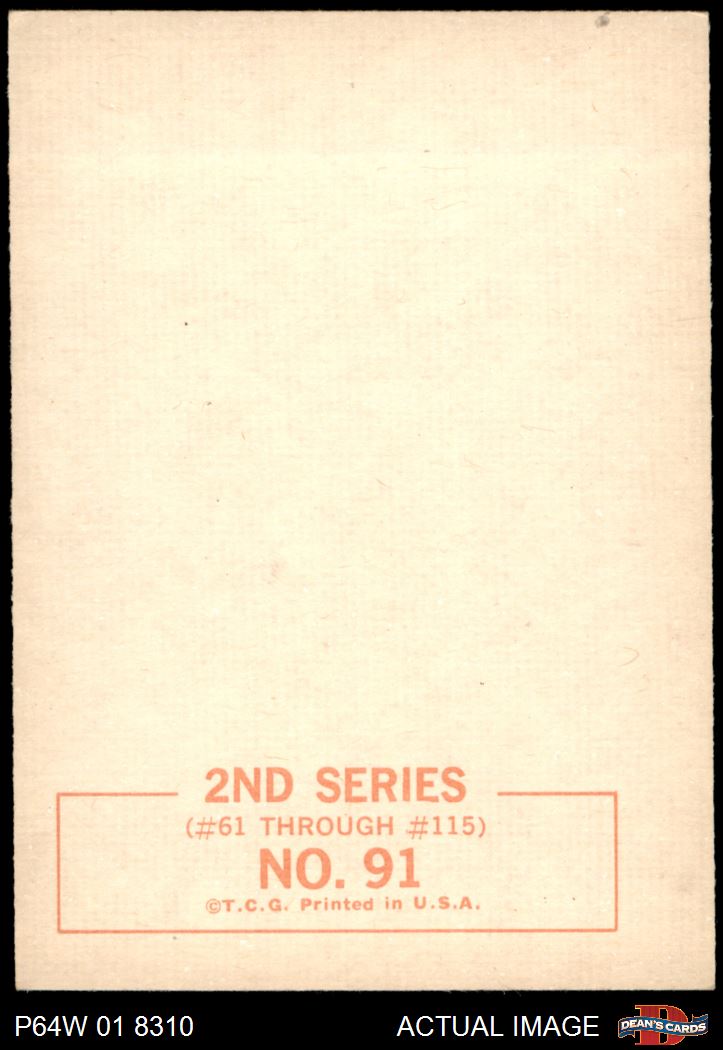 2ND SERIES
(#61 THROUGH #115)
NO. 91
©T.C.G. Printed in U.S.A.
P64W 01 8310
ACTUAL IMAGE
DEAN'S CARDS